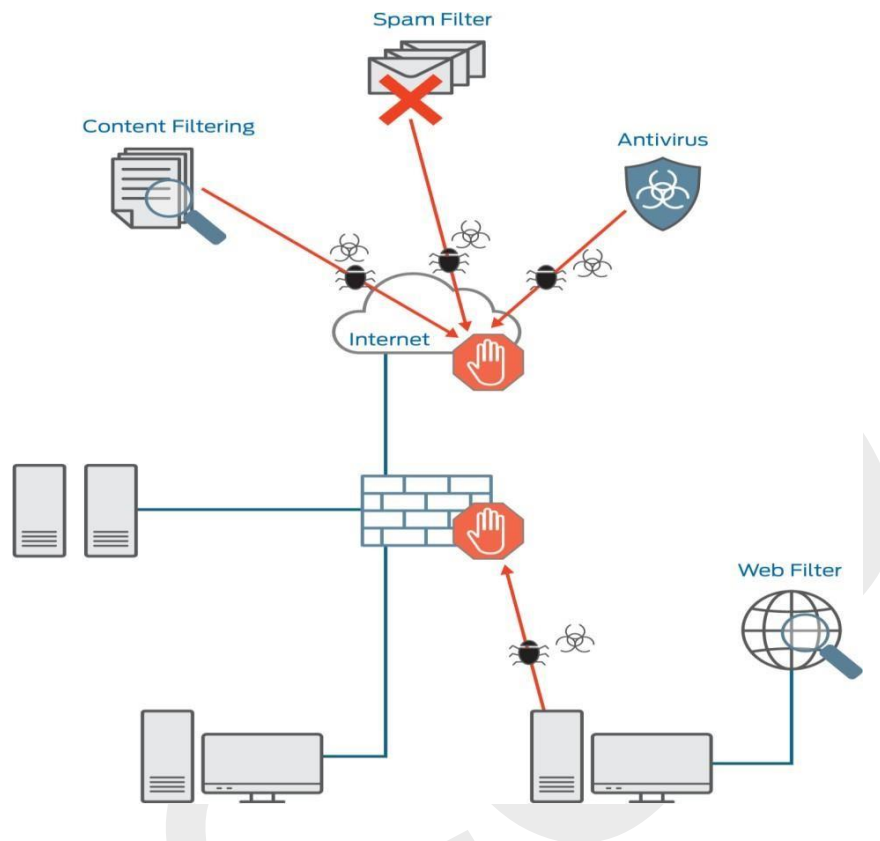 Spam Filter
Content Filtering
Antivirus
Internet
Web Filter